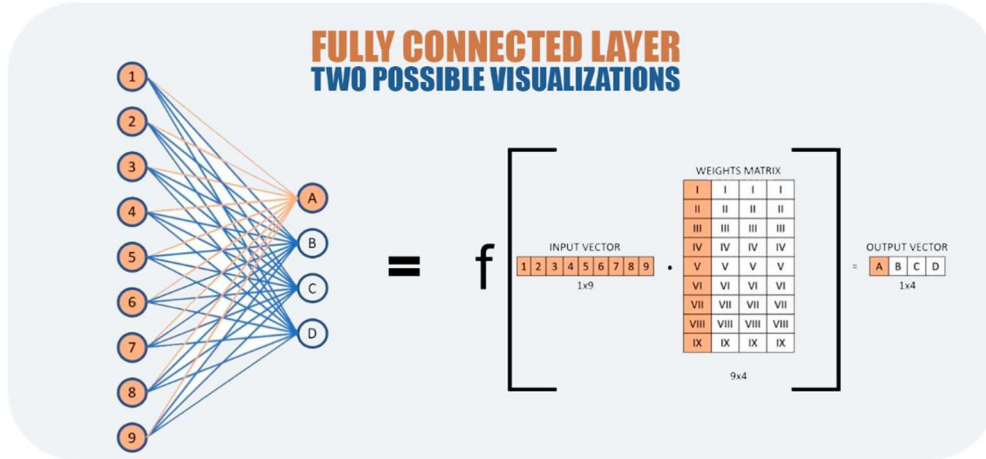 FULLY CONNECTED LAYER
TWO POSSIBLE VISUALIZATIONS
1
2
3
4
5
6
7
8
9
A
B
C
D
=
f
INPUT VECTOR
1 2 3 4 5 6 7 8 9
1x9
·
WEIGHTS MATRIX
I I I I
II II II II
III III III III
IV IV IV IV
V V V V
VI VI VI VI
VII VII VII VII
VIII VIII VIII VIII
IX IX IX IX
9x4
=
OUTPUT VECTOR
A B C D
1x4